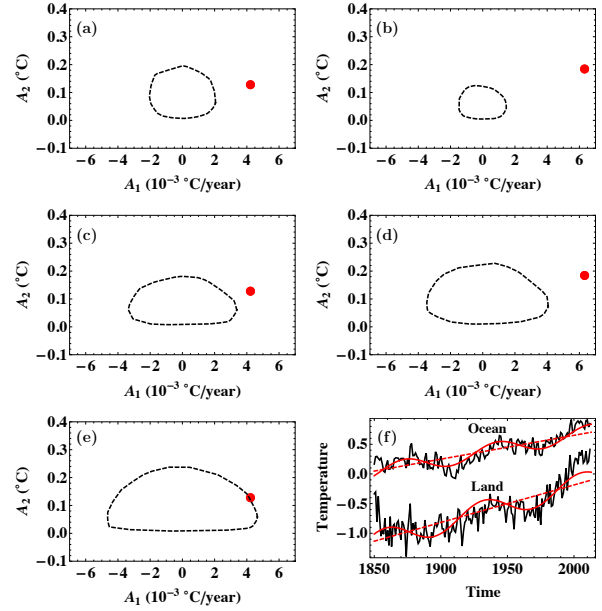 (a)
0.4
0.3
0.2
0.1
0.0
−0.1
A2 (°C)
−6 −4 −2 0 2 4 6
A1 (10−3 °C/year)
(b)
0.4
0.3
0.2
0.1
0.0
−0.1
A2 (°C)
−6 −4 −2 0 2 4 6
A1 (10−3 °C/year)
(c)
0.4
0.3
0.2
0.1
0.0
−0.1
A2 (°C)
−6 −4 −2 0 2 4 6
A1 (10−3 °C/year)
(d)
0.4
0.3
0.2
0.1
0.0
−0.1
A2 (°C)
−6 −4 −2 0 2 4 6
A1 (10−3 °C/year)
(e)
0.4
0.3
0.2
0.1
0.0
−0.1
A2 (°C)
−6 −4 −2 0 2 4 6
A1 (10−3 °C/year)
(f)
Ocean
Land
0.5
0.0
−0.5
−1.0
Temperature
1850 1900 1950 2000
Time